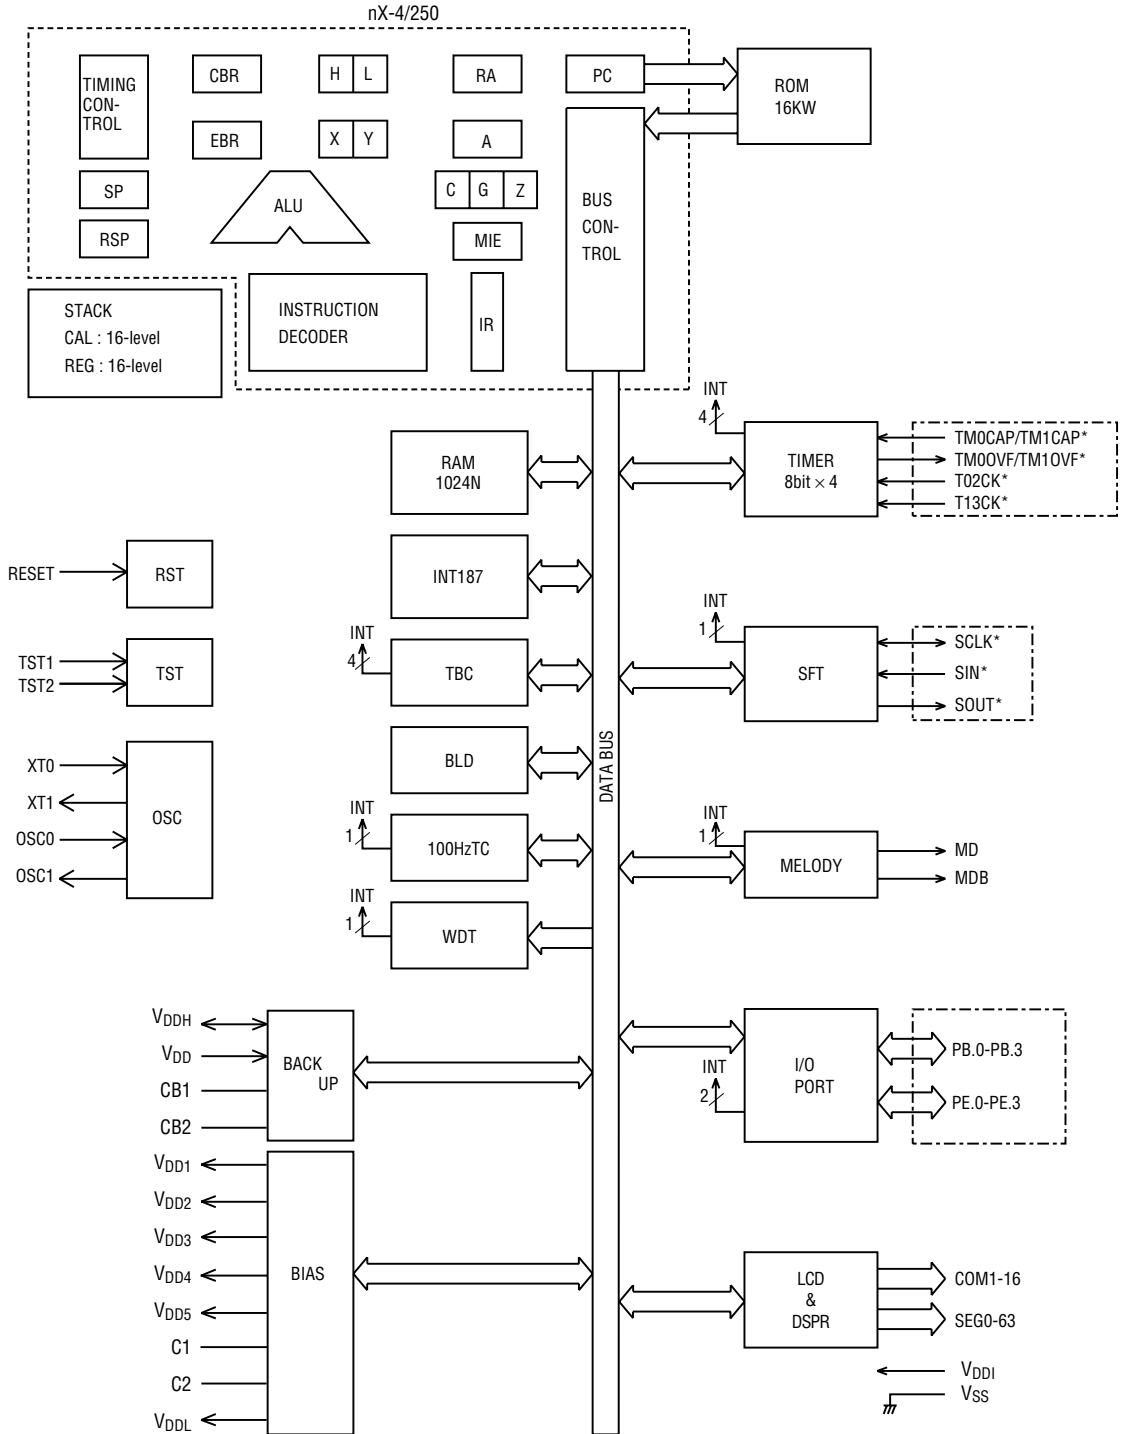 nX-4/250
TIMING
CON-
TROL
CBR
H L
RA
PC
ROM
16KW
EBR
X Y
A
SP
ALU
C G Z
BUS
CON-
TROL
RSP
MIE
STACK
CAL : 16-level
REG : 16-level
INSTRUCTION
DECODER
IR
INT
4
RAM
1024N
TIMER
8bit × 4
TM0CAP/TM1CAP*
TM0OVF/TM1OVF*
T02CK*
T13CK*
RESET
RST
INT187
INT
1
TST1
TST2
TST
INT
4
TBC
SFT
SCLK*
SIN*
SOUT*
DATA BUS
XT0
XT1
OSC0
OSC1
OSC
BLD
INT
1
100HzTC
INT
1
MELODY
MD
MDB
INT
1
WDT
VDDH
VDD
CB1
CB2
BACK
UP
INT
2
I/O
PORT
PB.0-PB.3
PE.0-PE.3
VDD1
VDD2
VDD3
VDD4
VDD5
C1
C2
VDDL
BIAS
LCD
&
DSPR
COM1-16
SEG0-63
VDDI
VSS